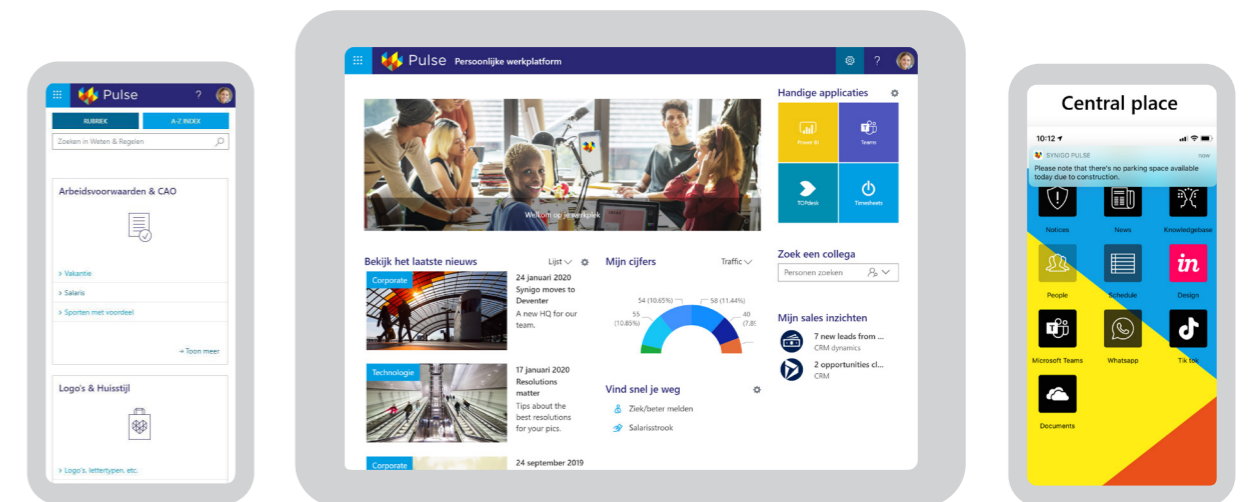 Pulse
?
RUBRIEK
A-Z INDEX
Zoeken in Weten & Regelen
Arbeidsvoorwaarden & CAO
> Vakantie
> Salaris
> Sporten met voordeel
→ Toon meer
Logo's & Huisstijl
> Logo's, lettertypen, etc.
Pulse Persoonlijke werkplatform
?
Welkom op je werkplek
Bekijk het laatste nieuws
Lijst
Corporate
24 januari 2020
Synigo moves to
Deventer
A new HQ for our
team.
Technologie
17 januari 2020
Resolutions
matter
Tips about the
best resolutions
for your pics.
Corporate
24 september 2019
Mijn cijfers
Traffic
54 (10.65%)
58 (11.44%)
55
(10.85%)
40
Vind snel je weg
Ziek/beter melden
Salarisstrook
Handige applicaties
Power BI
Teams
TOPdesk
Timesheets
Zoek een collega
Personen zoeken
Mijn sales inzichten
7 new leads from ...
CRM dynamics
2 opportunities cl...
CRM
Central place
10:12
SYNIGO PULSE
now
Please note that there's no parking space available
today due to construction.
Notices
News
Knowledgebase
People
Schedule
in
Design
Microsoft Teams
Whatsapp
Tik tok
Documents